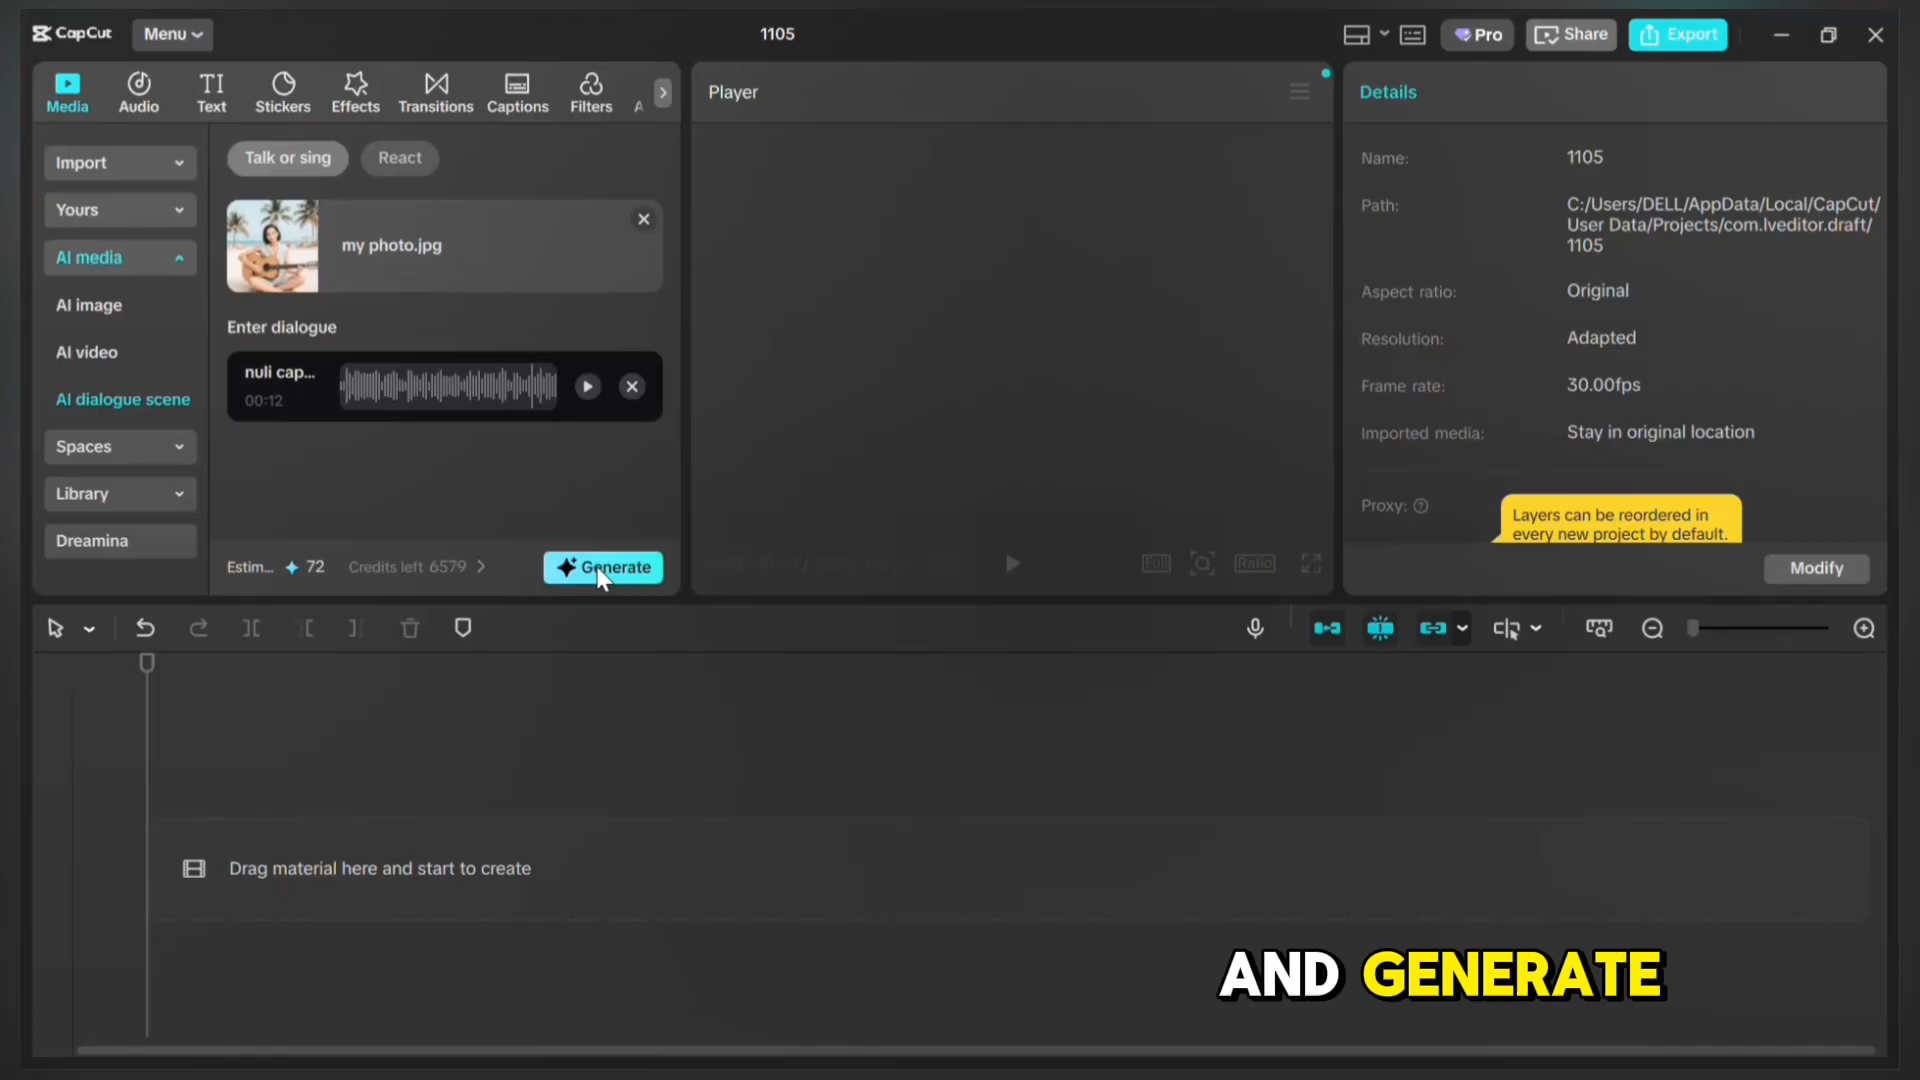 CapCut
Menu
1105
Pro
Share
Export
Media
Audio
Text
Stickers
Effects
Transitions
Captions
Filters
Import
Yours
AI media
AI image
AI video
AI dialogue scene
Spaces
Library
Dreamina
Talk or sing
React
my photo.jpg
Enter dialogue
nuli cap...
00:12
Estim... 72
Credits left 6579
Generate
Player
Full
Ratio
Details
Name: 1105
Path: C:/Users/DELL/AppData/Local/CapCut/
User Data/Projects/com.lveditor.draft/
1105
Aspect ratio: Original
Resolution: Adapted
Frame rate: 30.00fps
Imported media: Stay in original location
Proxy:
Layers can be reordered in
every new project by default.
Modify
Drag material here and start to create
AND GENERATE